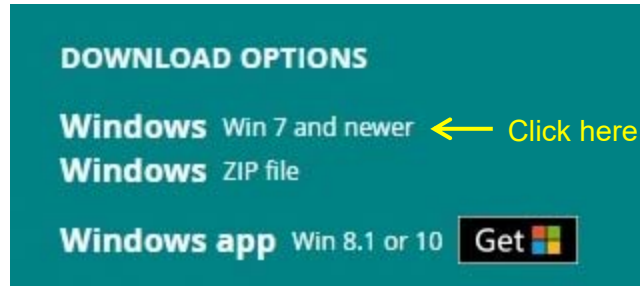 DOWNLOAD OPTIONS
Windows Win 7 and newer Click here
Windows ZIP file
Windows app Win 8.1 or 10 Get